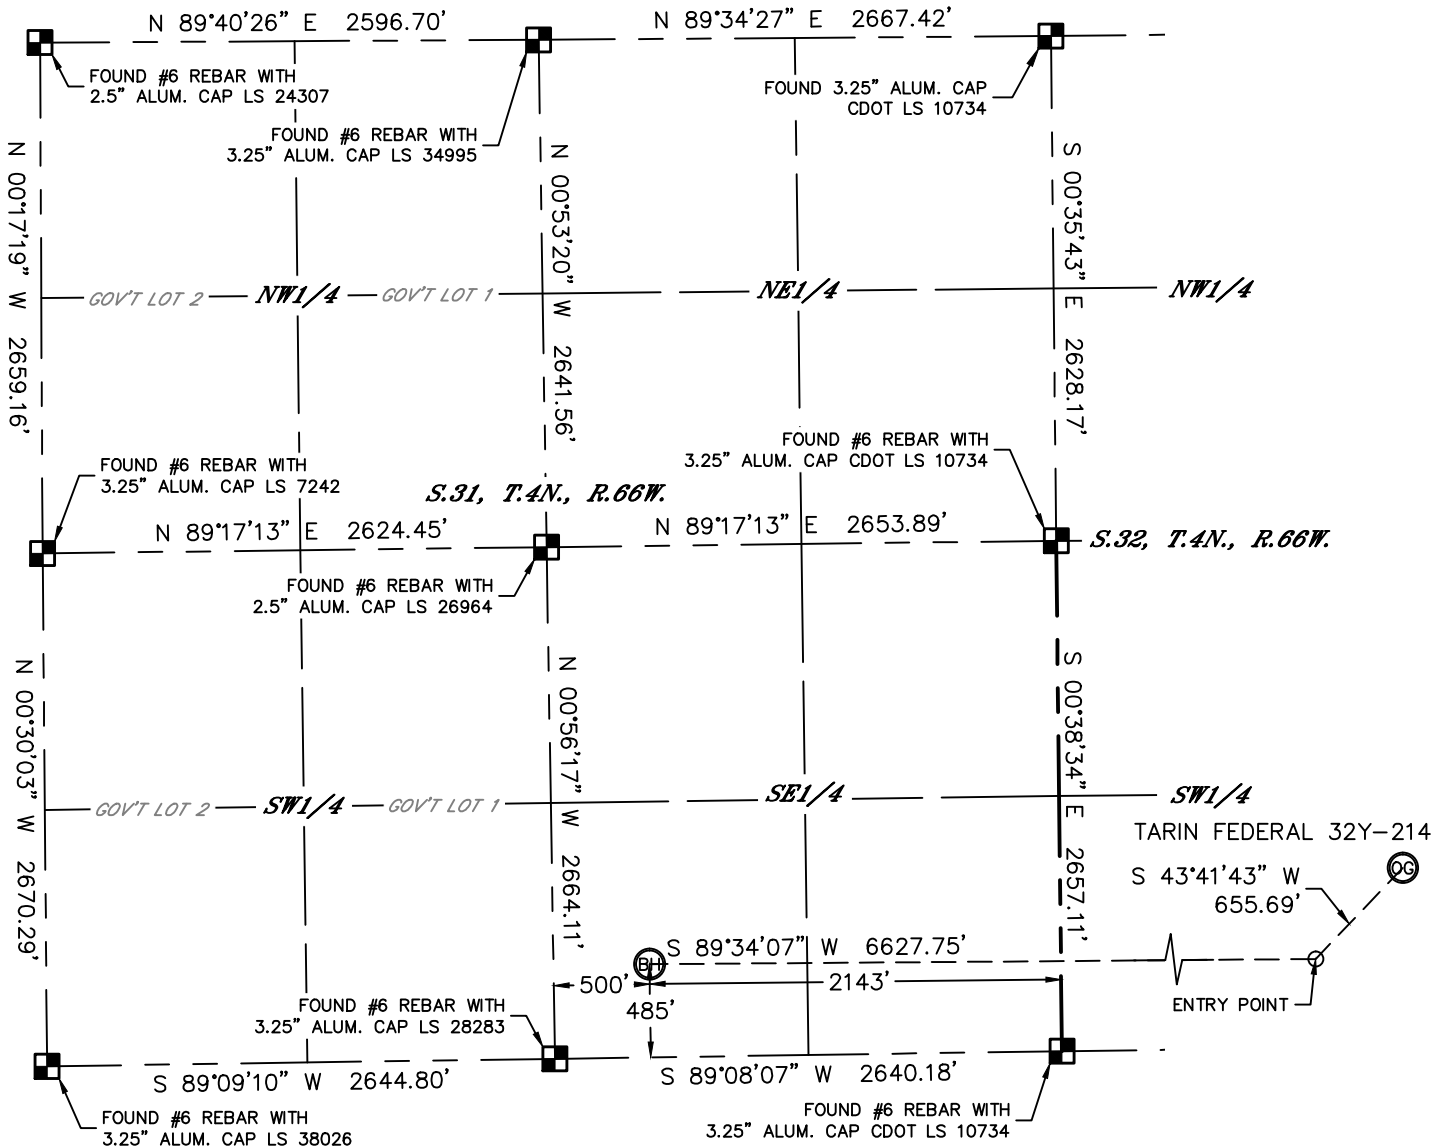 N 89°40'26" E 2596.70'
N 89°34'27" E 2667.42'
FOUND #6 REBAR WITH
2.5" ALUM. CAP LS 24307
FOUND 3.25" ALUM. CAP
CDOT LS 10734
FOUND #6 REBAR WITH
3.25" ALUM. CAP LS 34995
N 00°17'19" W 2659.16'
N 00°53'20" W 2641.56'
S 00°35'43" E 2628.17'
GOV'T LOT 2
NW1/4
GOV'T LOT 1
NE1/4
NW1/4
FOUND #6 REBAR WITH
3.25" ALUM. CAP CDOT LS 10734
FOUND #6 REBAR WITH
3.25" ALUM. CAP LS 7242
S.31, T.4N., R.66W.
N 89°17'13" E 2624.45'
N 89°17'13" E 2653.89'
S.32, T.4N., R.66W.
FOUND #6 REBAR WITH
2.5" ALUM. CAP LS 26964
N 00°30'03" W 2670.29'
N 00°56'17" W 2664.11'
S 00°38'34" E 2657.11'
GOV'T LOT 2
SW1/4
GOV'T LOT 1
SE1/4
SW1/4
TARIN FEDERAL 32Y-214
OG
S 43°41'43" W
655.69'
S 89°34'07" W 6627.75'
BH
500'
2143'
485'
ENTRY POINT
FOUND #6 REBAR WITH
3.25" ALUM. CAP LS 28283
S 89°09'10" W 2644.80'
S 89°08'07" W 2640.18'
FOUND #6 REBAR WITH
3.25" ALUM. CAP LS 38026
FOUND #6 REBAR WITH
3.25" ALUM. CAP CDOT LS 10734